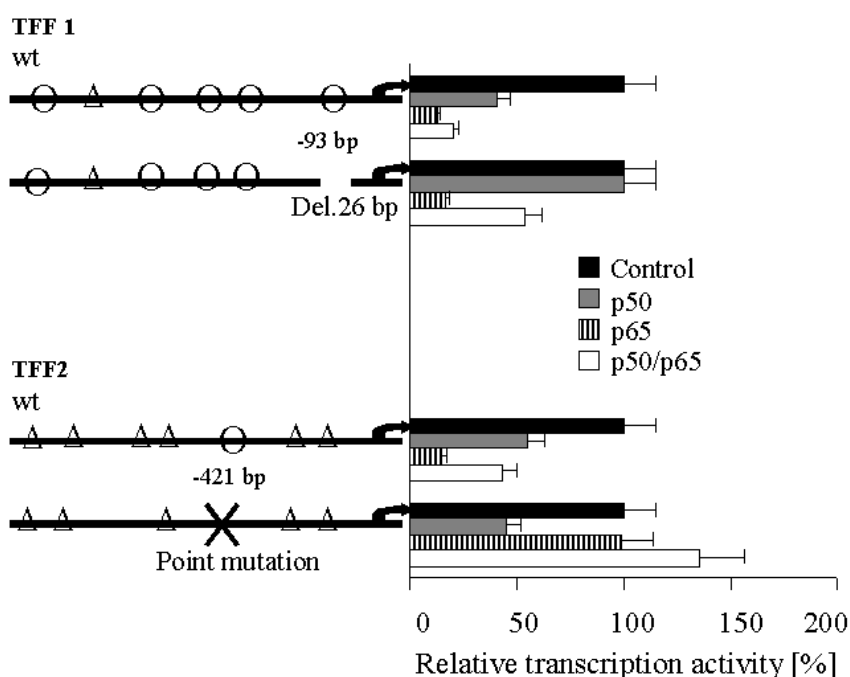 TFF 1
wt
-93 bp
Del.26 bp
Control
p50
p65
p50/p65
TFF2
wt
-421 bp
Point mutation
0 50 100 150 200
Relative transcription activity [%]